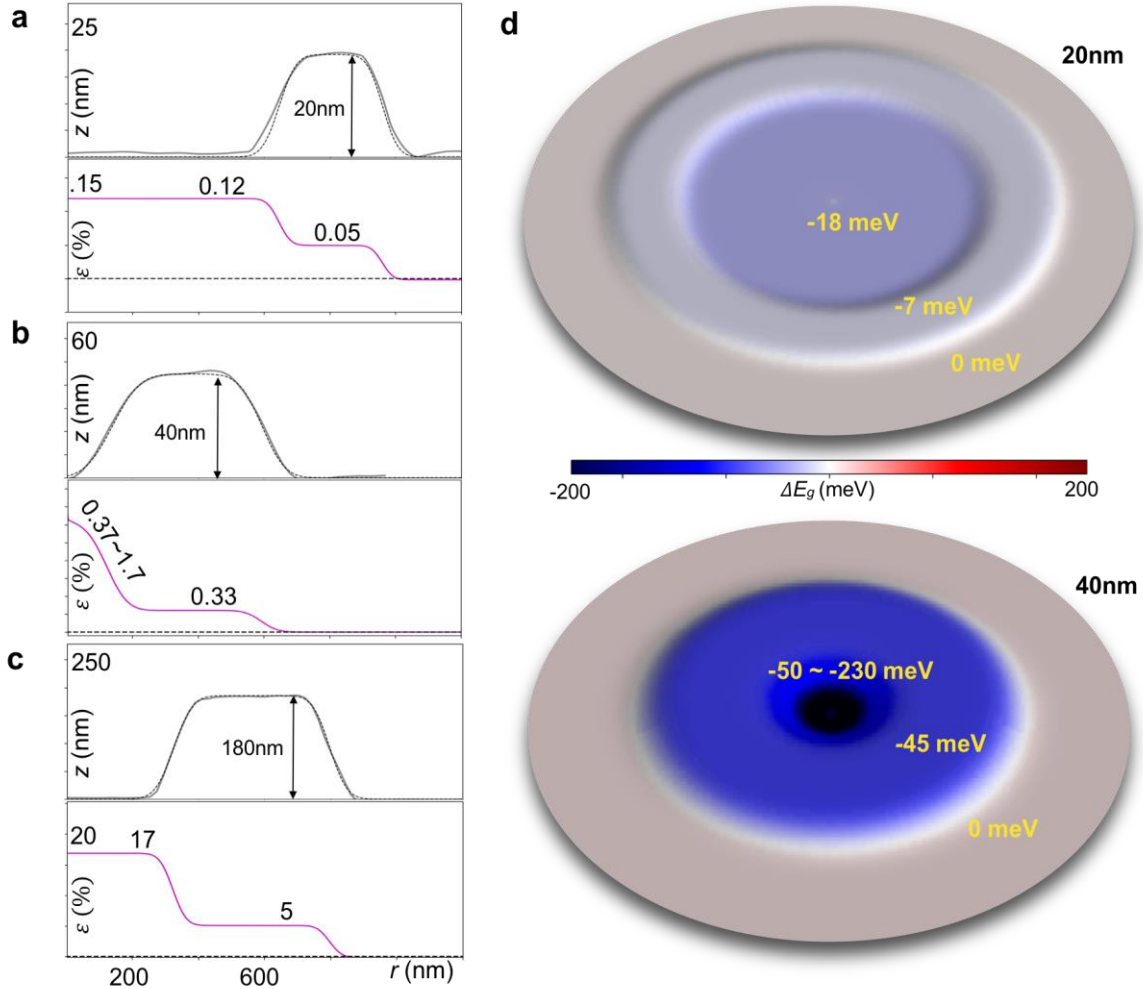 a
25
z (nm)
20nm
.15
0.12
0.05
ε (%)
b
60
z (nm)
40nm
0.37~1.7
0.33
ε (%)
c
250
z (nm)
180nm
20
17
5
ε (%)
200
600
r (nm)
d
20nm
-18 meV
-7 meV
0 meV
-200
ΔEg (meV)
200
40nm
-50 ~ -230 meV
-45 meV
0 meV